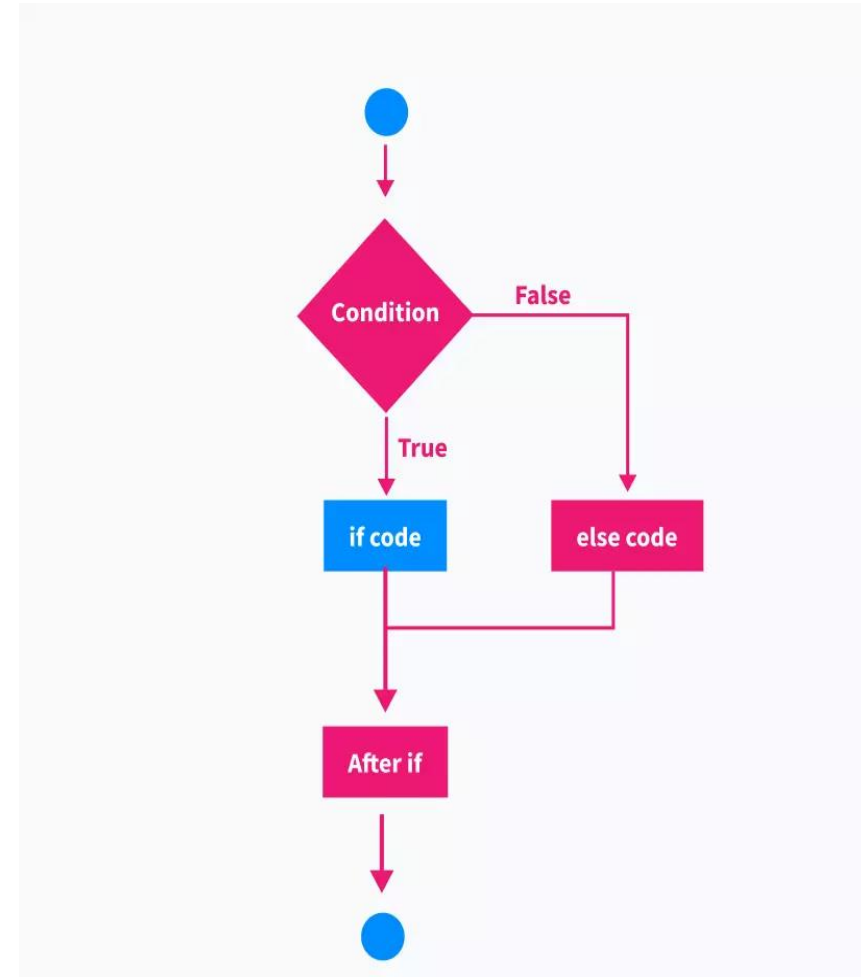 Condition
False
True
if code
else code
After if